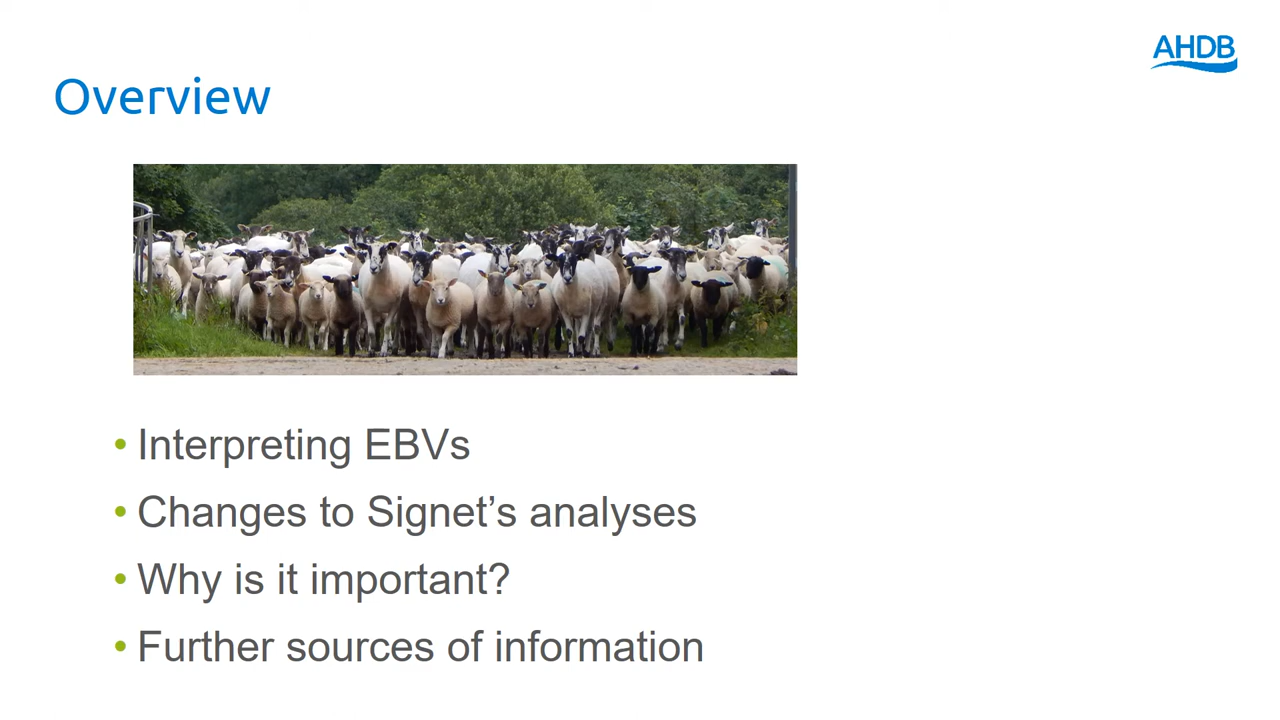 AHDB
Overview
• Interpreting EBVs
• Changes to Signet’s analyses
• Why is it important?
• Further sources of information